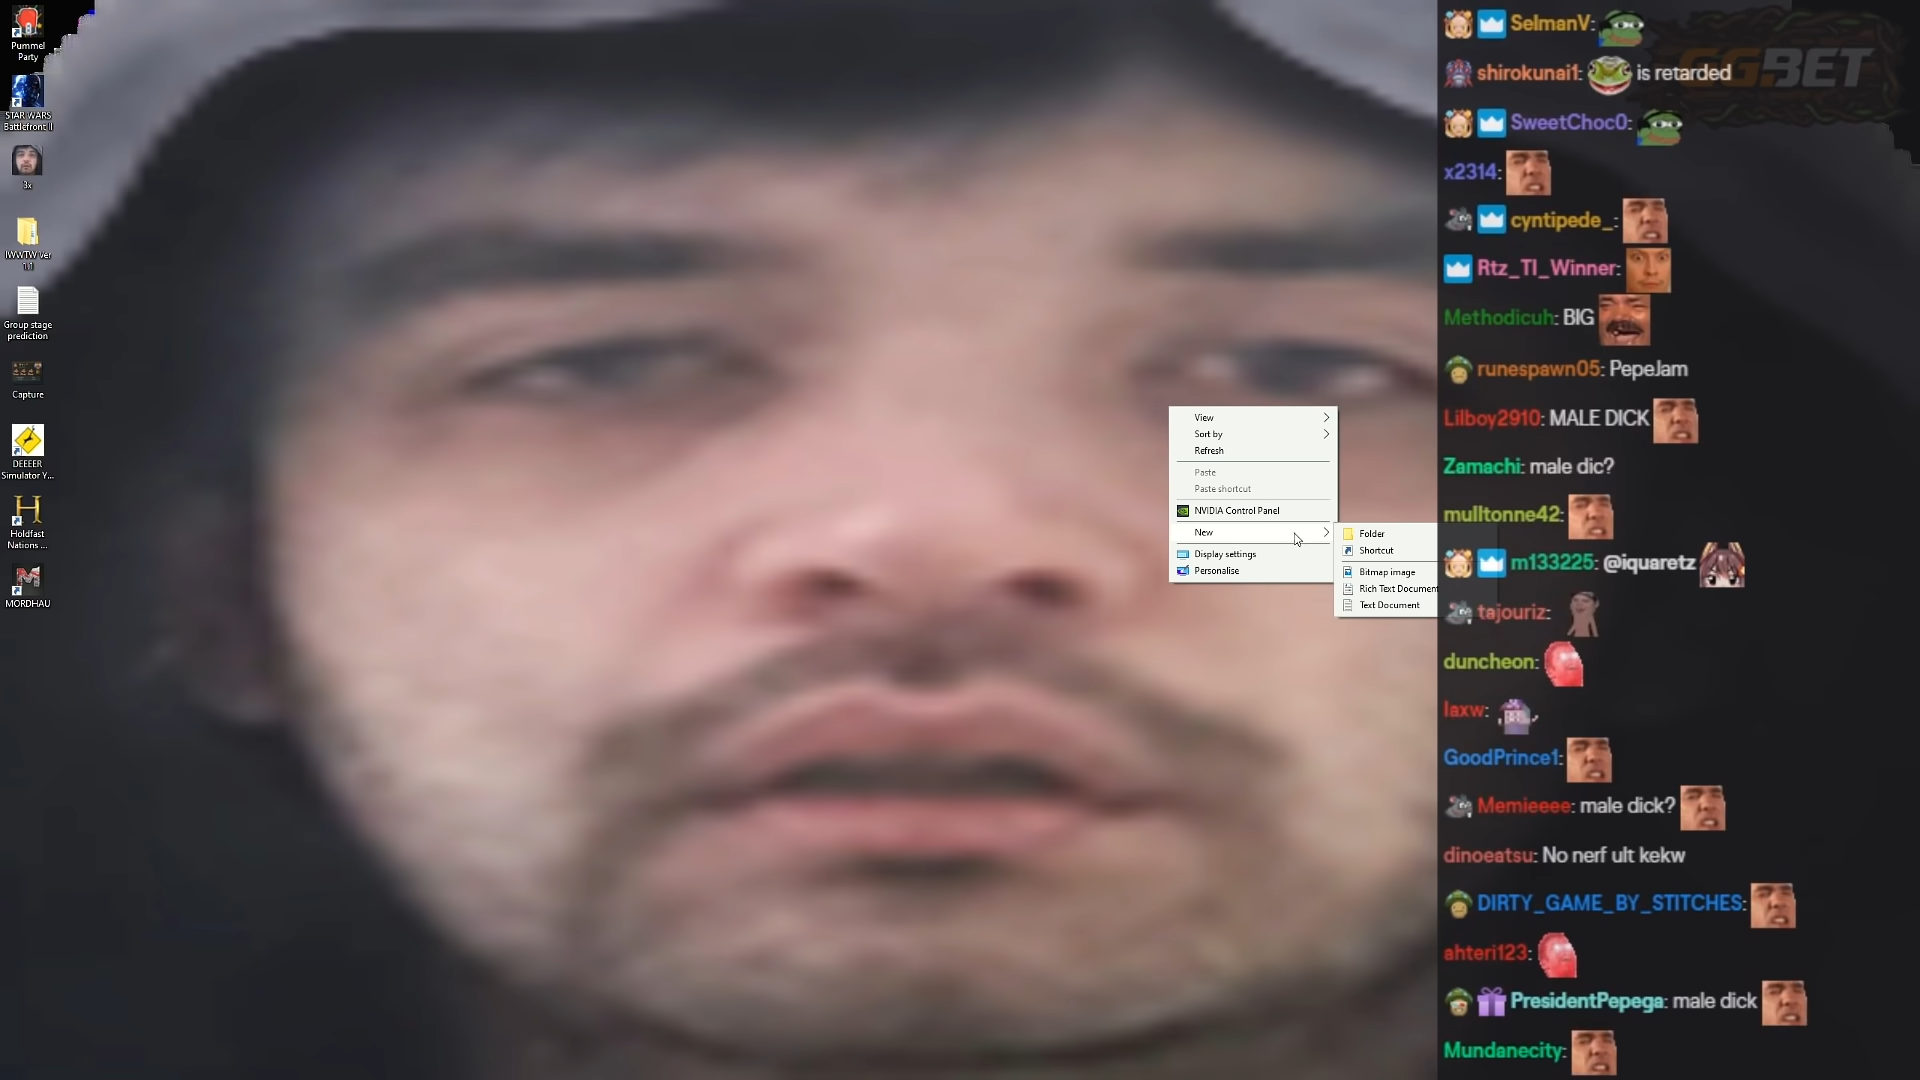 Pummel
Party
STAR WARS
Battlefront II
3x
IWWTW ver
1.1
Group stage
prediction
Capture
DEEEER
Simulator Y...
Holdfast
Nations ...
MORDHAU
View
Sort by
Refresh
Paste
Paste shortcut
NVIDIA Control Panel
New
Display settings
Personalise
Folder
Shortcut
Bitmap image
Rich Text Document
Text Document
GG.BET
SelmanV:
shirokunai1: is retarded
SweetChoc0:
x2314:
cyntipede_:
Rtz_TI_Winner:
Methodicuh: BIG
runespawn05: PepeJam
Lilboy2910: MALE DICK
Zamachi: male dic?
mulltonne42:
m133225: @iquaretz
tajouriz:
duncheon:
laxw:
GoodPrince1:
Memieeee: male dick?
dinoeatsu: No nerf ult kekw
DIRTY_GAME_BY_STITCHES:
ahteri123:
PresidentPepega: male dick
Mundanecity: